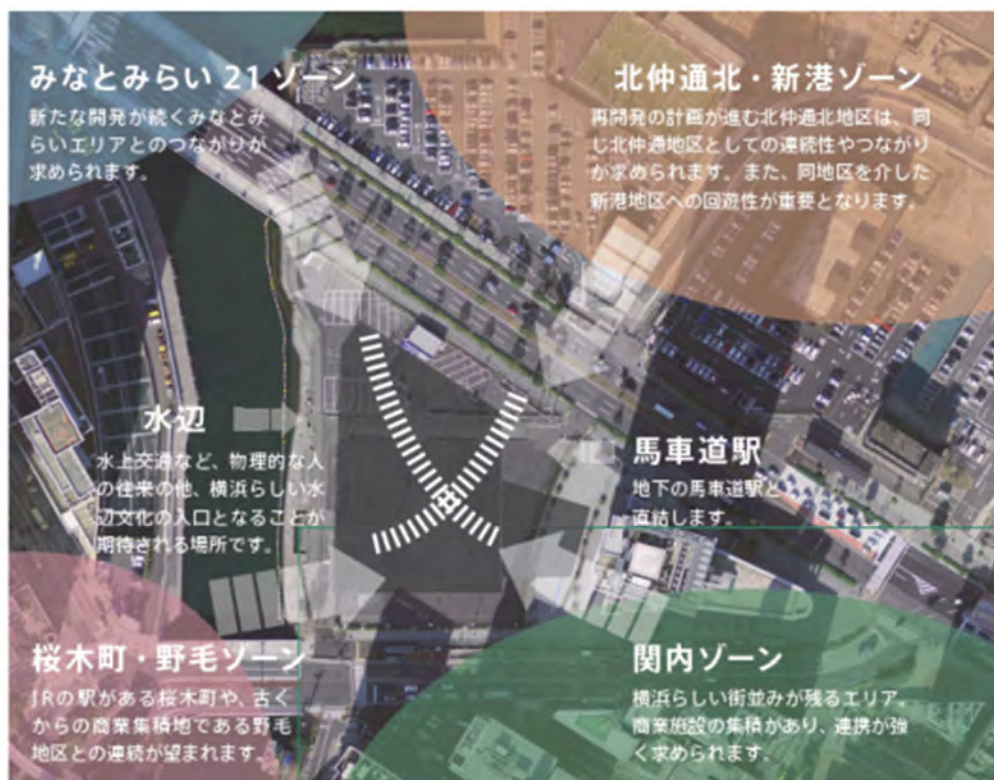 みなとみらい 21 ゾーン
新たな開発が続くみなとみ
らいエリアとのつながりが
求められます。
北仲通北・新港ゾーン
再開発の計画が進む北仲通北地区は、同
じ北仲通地区としての連続性やつながり
が求められます。また、同地区を介した
新港地区への回遊性が重要となります。
水辺
水上交通など、物理的な人
の往来の他、横浜らしい水
辺文化の入口となることが
期待される場所です。
馬車道駅
地下の馬車道駅と
直結します。
桜木町・野毛ゾーン
JRの駅がある桜木町や、古く
からの商業集積地である野毛
地区との連続が望まれます。
関内ゾーン
横浜らしい街並みが残るエリア。
商業施設の集積があり、連携が強
く求められます。